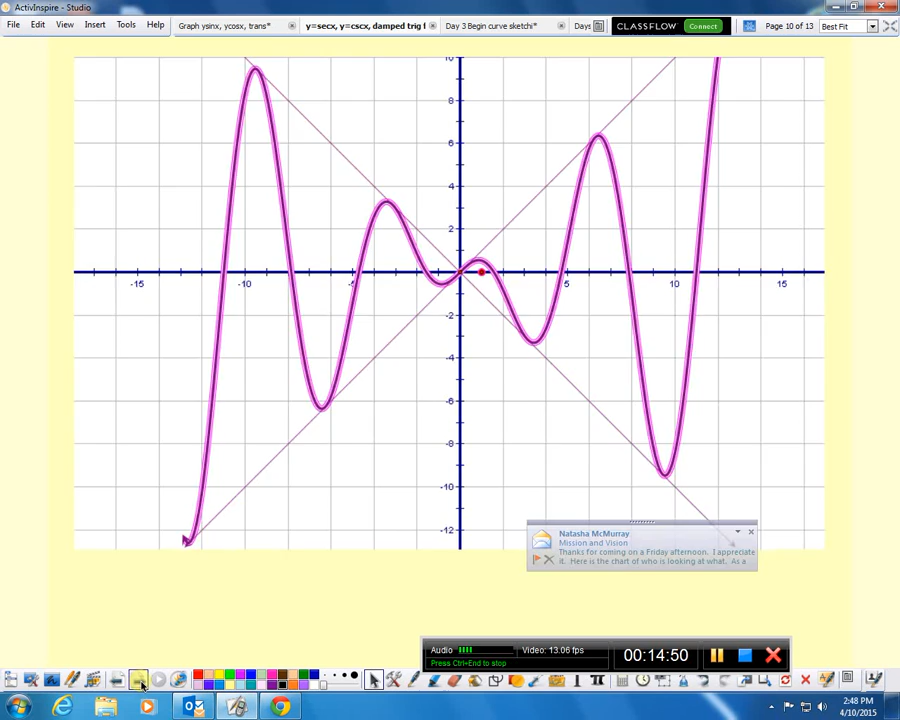 ActivInspire - Studio
File Edit View Insert Tools Help
Graph ysinx, ycosx, trans*
y=secx, y=cscx, damped trig f
Day 3 Begin curve sketchi*
Days
CLASSFLOW Connect
Page 10 of 13
Best Fit
10
8
6
4
2
-15 -10 -5 5 10 15
-2
-4
-6
-8
-10
-12
Natasha McMurray
Mission and Vision
Thanks for coming on a Friday afternoon. I appreciate
it. Here is the chart of who is looking at what. As a
Audio Video: 13.06 fps
Press Ctrl+End to stop
00:14:50
2:48 PM
4/10/2015